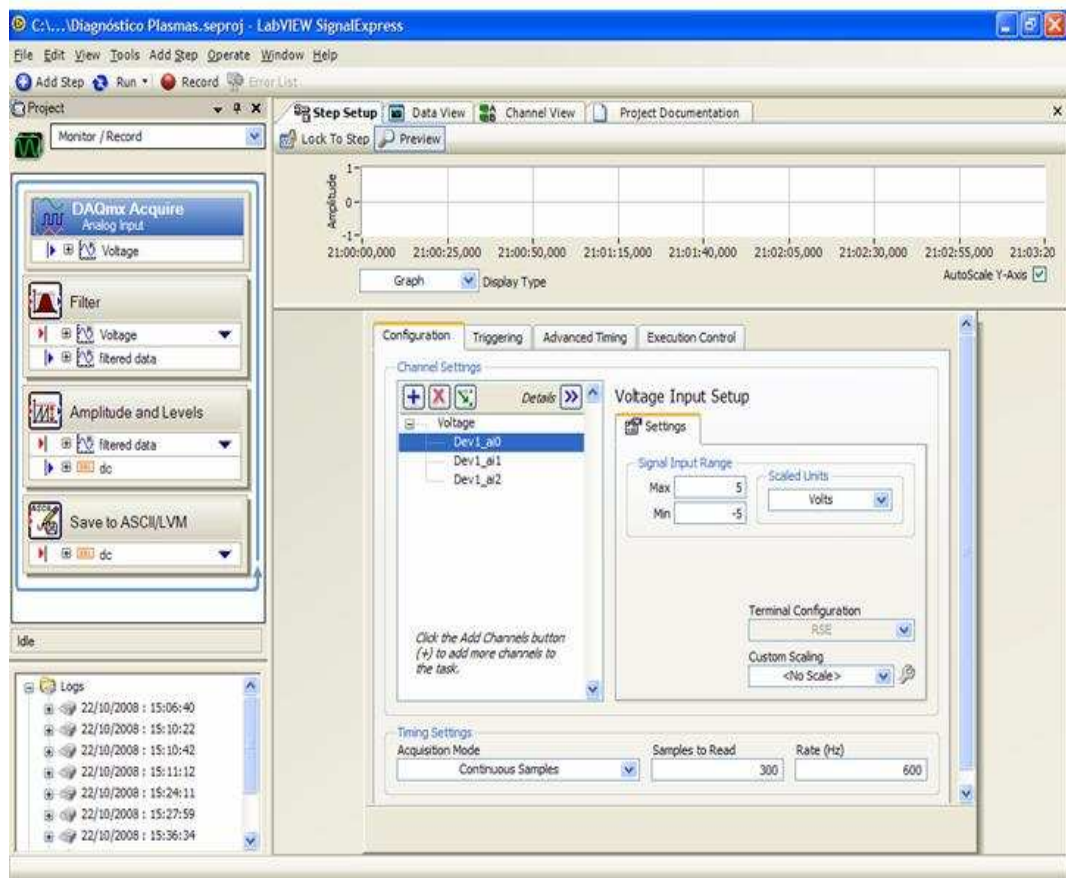 C:\...\Diagnóstico Plasmas.seproj - LabVIEW SignalExpress
File Edit View Tools Add Step Operate Window Help
Add Step Run Record Error List
Project
Monitor / Record
DAQmx Acquire
Analog Input
Voltage
Filter
Voltage
filtered data
Amplitude and Levels
filtered data
dc
ASCII
Save to ASCII/LVM
dc
Idle
Logs
22/10/2008 : 15:06:40
22/10/2008 : 15:10:22
22/10/2008 : 15:10:42
22/10/2008 : 15:11:12
22/10/2008 : 15:24:11
22/10/2008 : 15:27:59
22/10/2008 : 15:36:34
Step Setup Data View Channel View Project Documentation
Lock To Step Preview
Amplitude
1
0
-1
21:00:00,000 21:00:25,000 21:00:50,000 21:01:15,000 21:01:40,000 21:02:05,000 21:02:30,000 21:02:55,000 21:03:20
Graph Display Type AutoScale Y-Axis
Configuration Triggering Advanced Timing Execution Control
Channel Settings
Details
Voltage
Dev1_ai0
Dev1_ai1
Dev1_ai2
Click the Add Channels button
(+) to add more channels to
the task.
Voltage Input Setup
Settings
Signal Input Range
Max 5
Min -5
Scaled Units
Volts
Terminal Configuration
RSE
Custom Scaling
<No Scale>
Timing Settings
Acquisition Mode Samples to Read Rate (Hz)
Continuous Samples 300 600